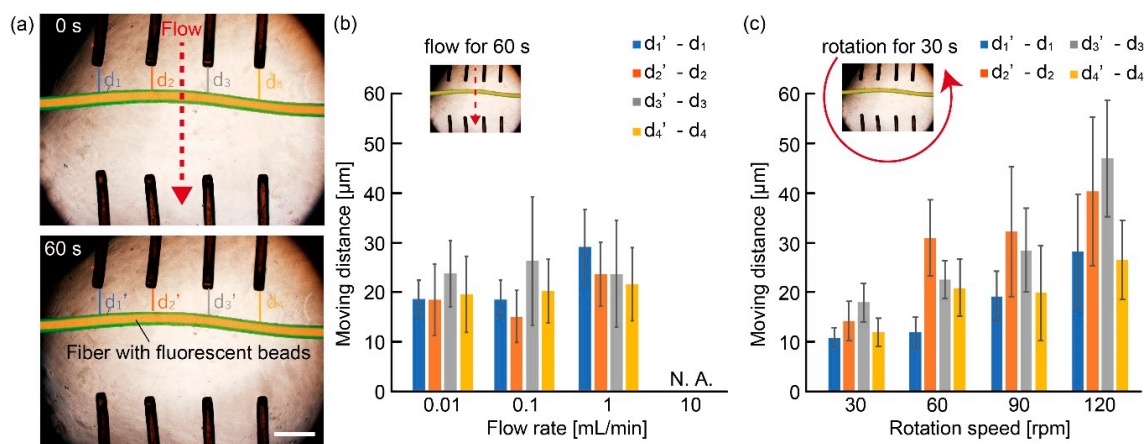 (a)
0 s
Flow
d1
d2
d3
d4
60 s
d1'
d2'
d3'
d4'
Fiber with fluorescent beads
(b)
flow for 60 s
d1' - d1
d2' - d2
d3' - d3
d4' - d4
Moving distance [µm]
60
50
40
30
20
10
0
N. A.
0.01 0.1 1 10
Flow rate [mL/min]
(c)
rotation for 30 s
d1' - d1 d3' - d3
d2' - d2 d4' - d4
Moving distance [µm]
60
50
40
30
20
10
0
30 60 90 120
Rotation speed [rpm]